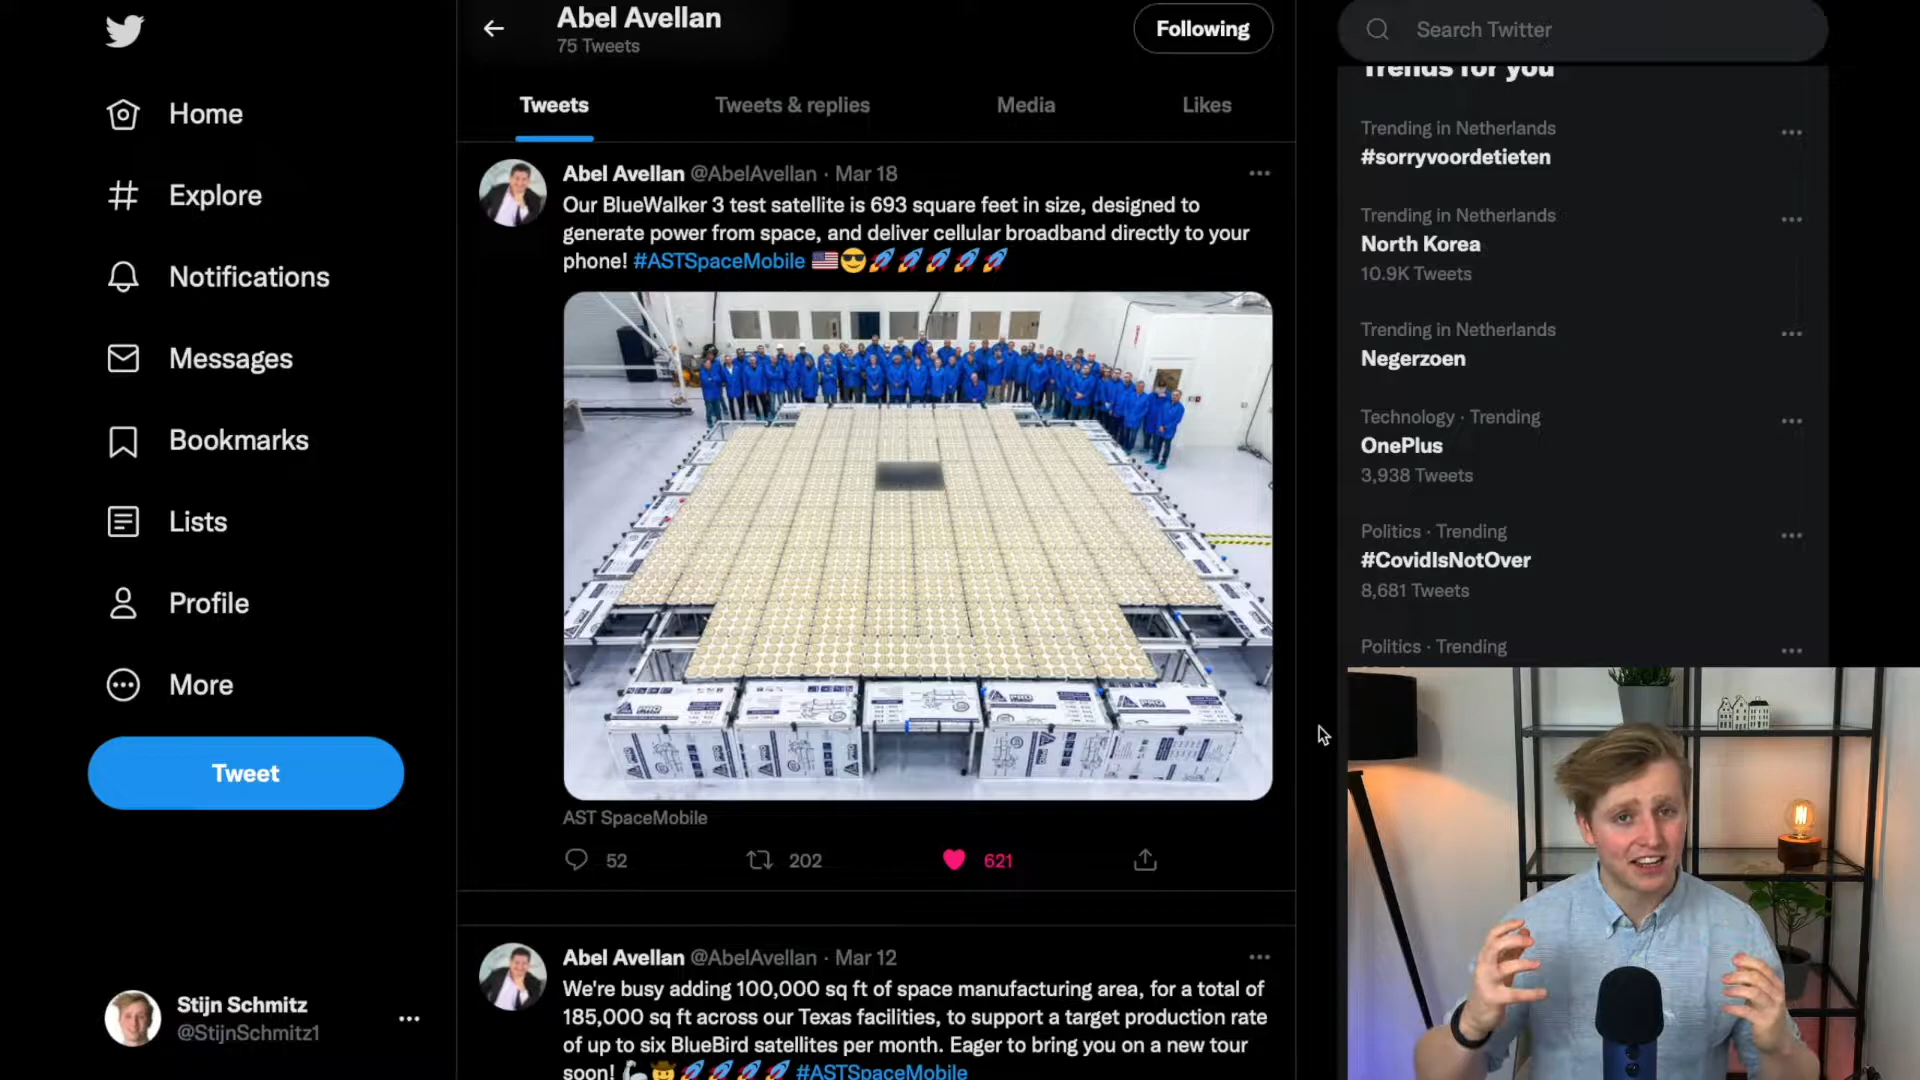 Home
Explore
Notifications
Messages
Bookmarks
Lists
Profile
More
Tweet
Stijn Schmitz
@StijnSchmitz1
Abel Avellan
75 Tweets
Following
Tweets
Tweets & replies
Media
Likes
Abel Avellan @AbelAvellan · Mar 18
Our BlueWalker 3 test satellite is 693 square feet in size, designed to
generate power from space, and deliver cellular broadband directly to your
phone! #ASTSpaceMobile 🇺🇸😎🚀🚀🚀🚀🚀
AST SpaceMobile
52
202
621
Abel Avellan @AbelAvellan · Mar 12
We're busy adding 100,000 sq ft of space manufacturing area, for a total of
185,000 sq ft across our Texas facilities, to support a target production rate
of up to six BlueBird satellites per month. Eager to bring you on a new tour
soon! 🦾🤠🚀🚀🚀🚀 #ASTSpaceMobile
Search Twitter
Trends for you
Trending in Netherlands
#sorryvoordetieten
Trending in Netherlands
North Korea
10.9K Tweets
Trending in Netherlands
Negerzoen
Technology · Trending
OnePlus
3,938 Tweets
Politics · Trending
#CovidIsNotOver
8,681 Tweets
Politics · Trending